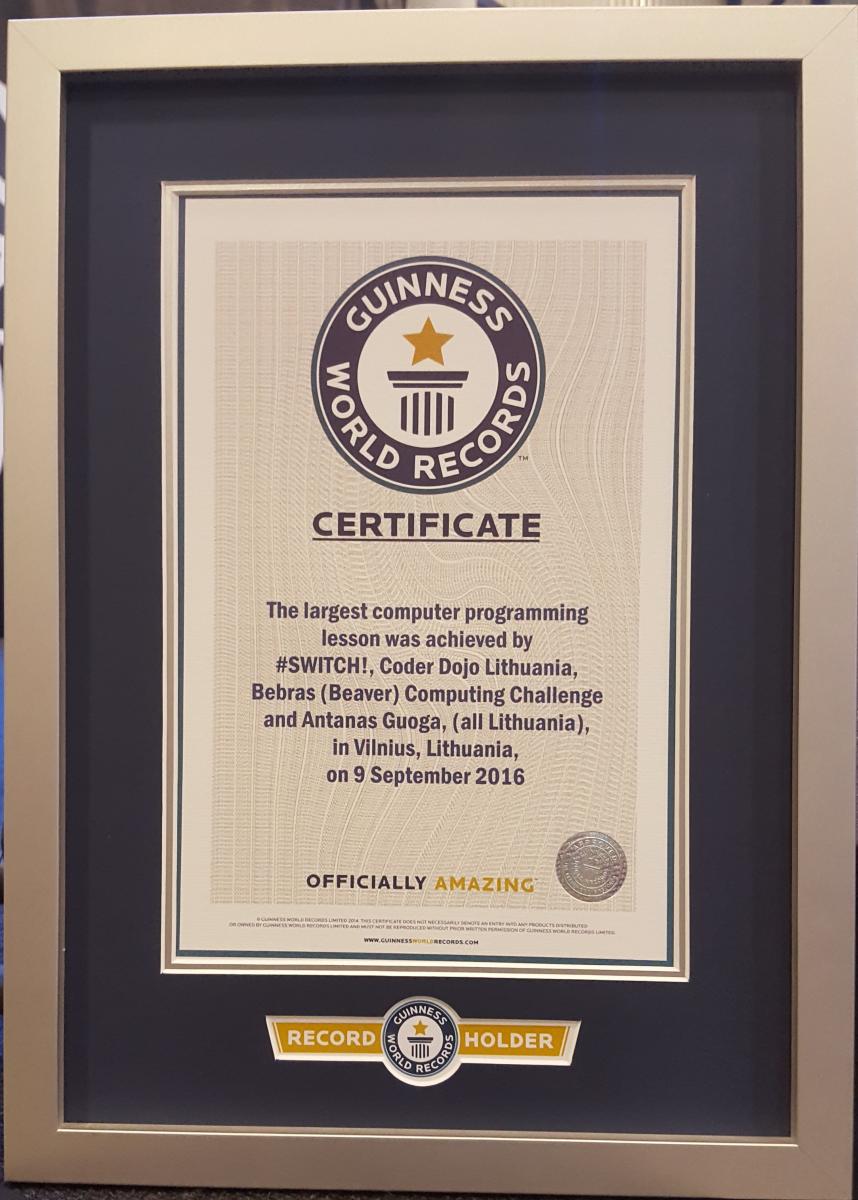 GUINNESS
WORLD RECORDS
™
CERTIFICATE
The largest computer programming
lesson was achieved by
#SWITCH!, Coder Dojo Lithuania,
Bebras (Beaver) Computing Challenge
and Antanas Guoga, (all Lithuania),
in Vilnius, Lithuania,
on 9 September 2016
OFFICIALLY AMAZING
© GUINNESS WORLD RECORDS LIMITED 2014. THIS CERTIFICATE DOES NOT NECESSARILY DENOTE AN ENTRY INTO ANY PRODUCTS DISTRIBUTED
OR OWNED BY GUINNESS WORLD RECORDS LIMITED AND MUST NOT BE REPRODUCED WITHOUT PRIOR WRITTEN PERMISSION OF GUINNESS WORLD RECORDS LIMITED.
WWW.GUINNESSWORLDRECORDS.COM
RECORD
GUINNESS
WORLD RECORDS
HOLDER